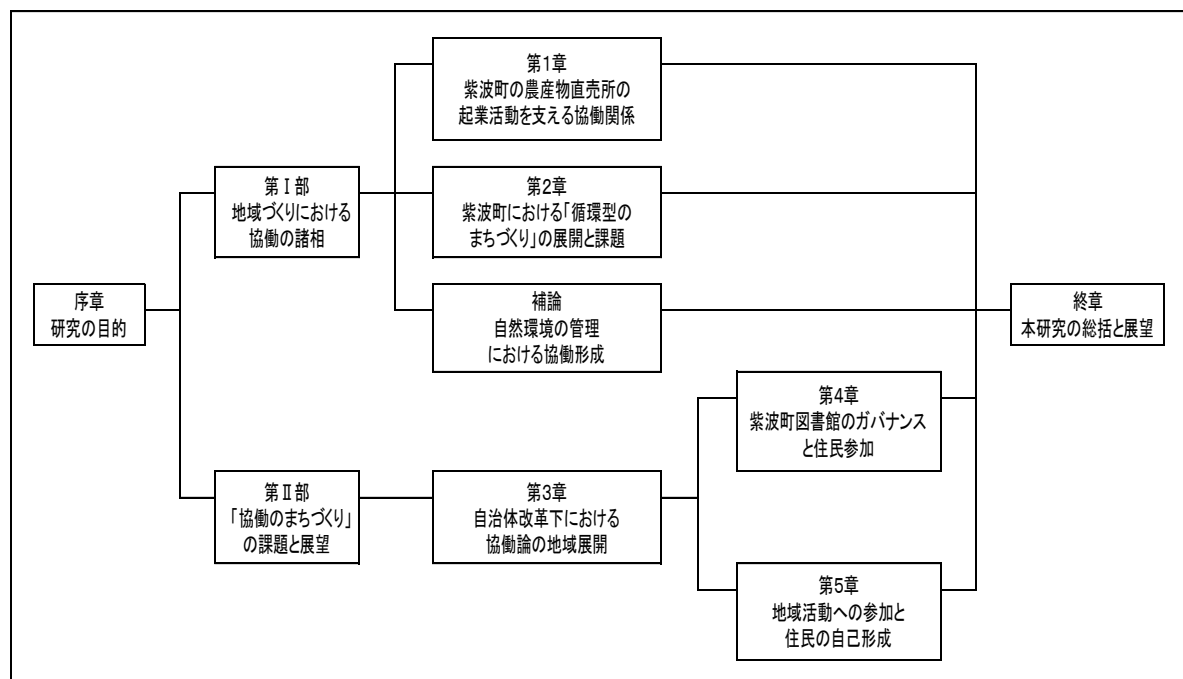 序章
研究の目的
第Ⅰ部
地域づくりにおける
協働の諸相
第1章
紫波町の農産物直売所の
起業活動を支える協働関係
第2章
紫波町における「循環型の
まちづくり」の展開と課題
補論
自然環境の管理
における協働形成
第Ⅱ部
「協働のまちづくり」
の課題と展望
第3章
自治体改革下における
協働論の地域展開
第4章
紫波町図書館のガバナンス
と住民参加
第5章
地域活動への参加と
住民の自己形成
終章
本研究の総括と展望